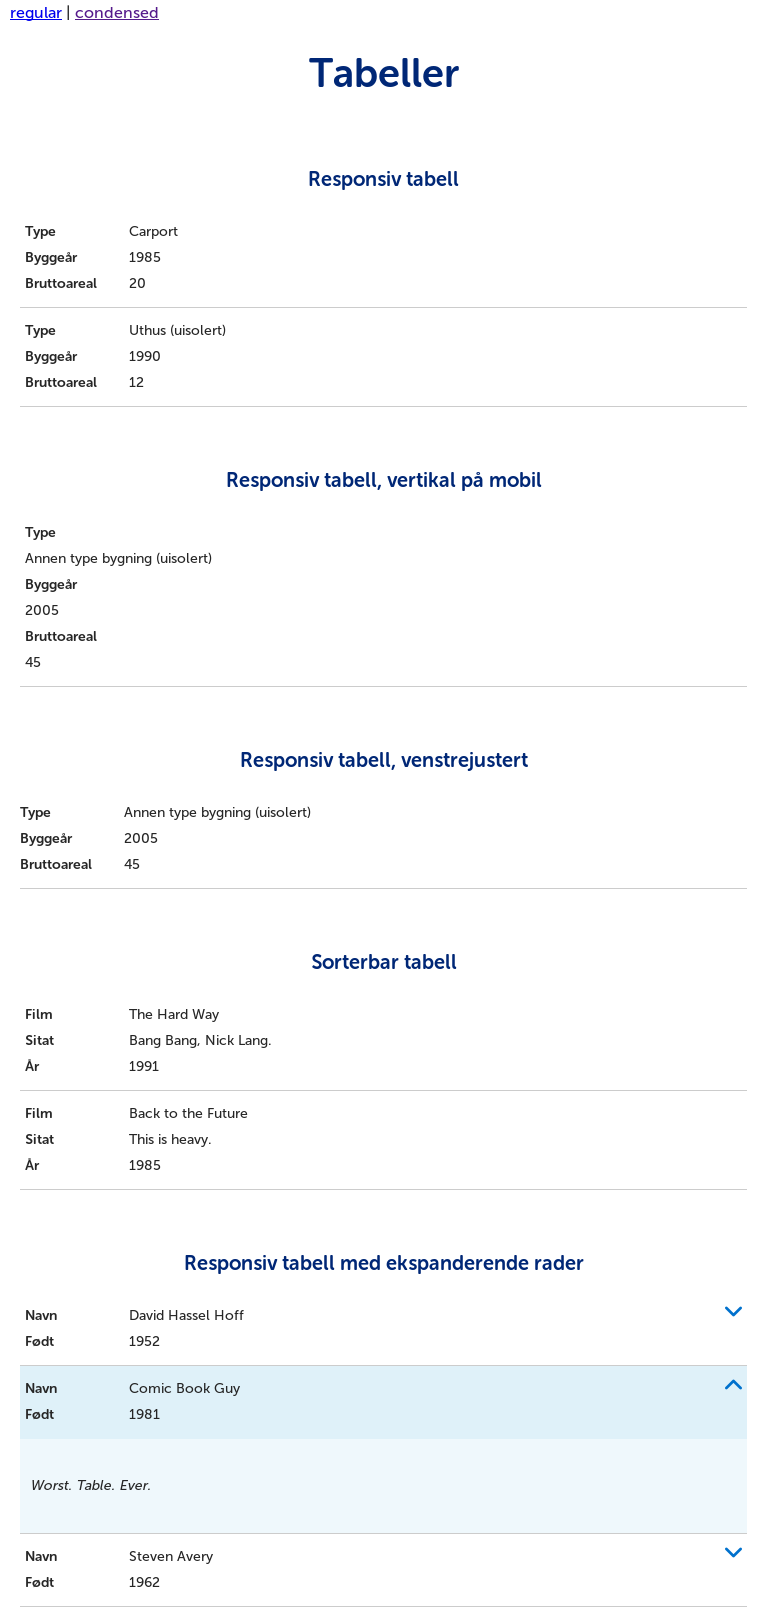 regular | condensed
Tabeller
Responsiv tabell
Type Carport
Byggeår 1985
Bruttoareal 20
Type Uthus (uisolert)
Byggeår 1990
Bruttoareal 12
Responsiv tabell, vertikal på mobil
Type
Annen type bygning (uisolert)
Byggeår
2005
Bruttoareal
45
Responsiv tabell, venstrejustert
Type Annen type bygning (uisolert)
Byggeår 2005
Bruttoareal 45
Sorterbar tabell
Film The Hard Way
Sitat Bang Bang, Nick Lang.
År 1991
Film Back to the Future
Sitat This is heavy.
År 1985
Responsiv tabell med ekspanderende rader
Navn David Hassel Hoff
Født 1952
Navn Comic Book Guy
Født 1981
Worst. Table. Ever.
Navn Steven Avery
Født 1962